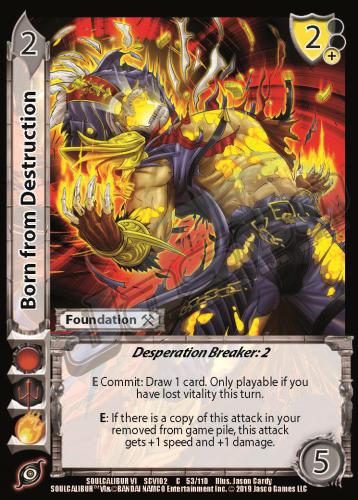 2
2
+
Born from Destruction
Foundation
Desperation Breaker: 2
E Commit: Draw 1 card. Only playable if you
have lost vitality this turn.
E: If there is a copy of this attack in your
removed from game pile, this attack
gets +1 speed and +1 damage.
5
SOULCALIBUR VI SCVI02 C 53/110 Illus. Jason Cardy
SOULCALIBUR™VI&©BANDAI NAMCO Entertainment Inc. © 2019 Jasco Games LLC